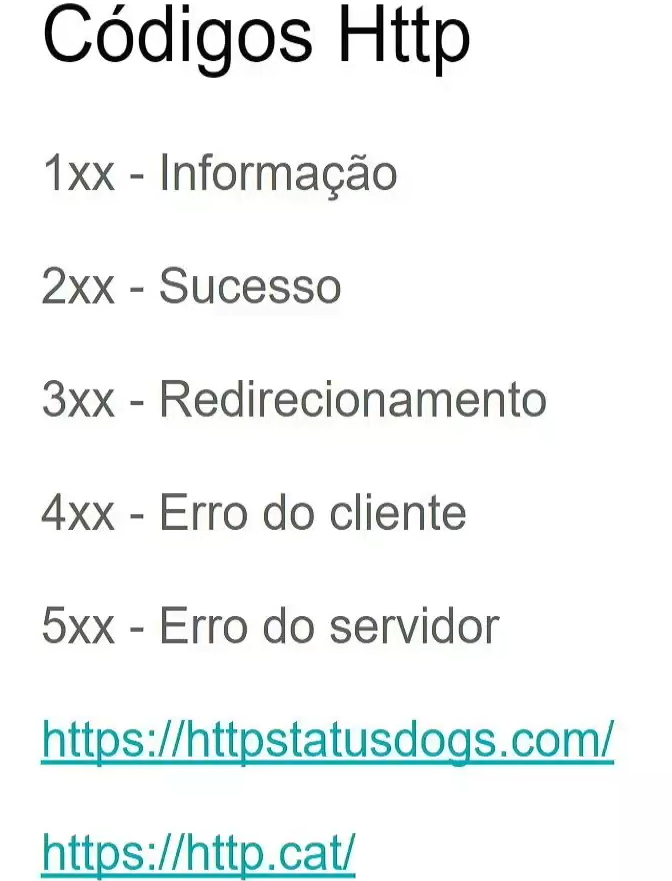 Códigos Http
1xx - Informação
2xx - Sucesso
3xx - Redirecionamento
4xx - Erro do cliente
5xx - Erro do servidor
https://httpstatusdogs.com/
https://http.cat/